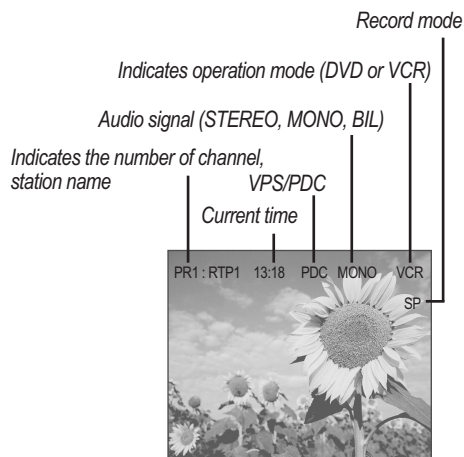 Record mode
Indicates operation mode (DVD or VCR)
Audio signal (STEREO, MONO, BIL)
Indicates the number of channel,
station name
VPS/PDC
Current time
PR1 : RTP1 13:18 PDC MONO VCR
SP